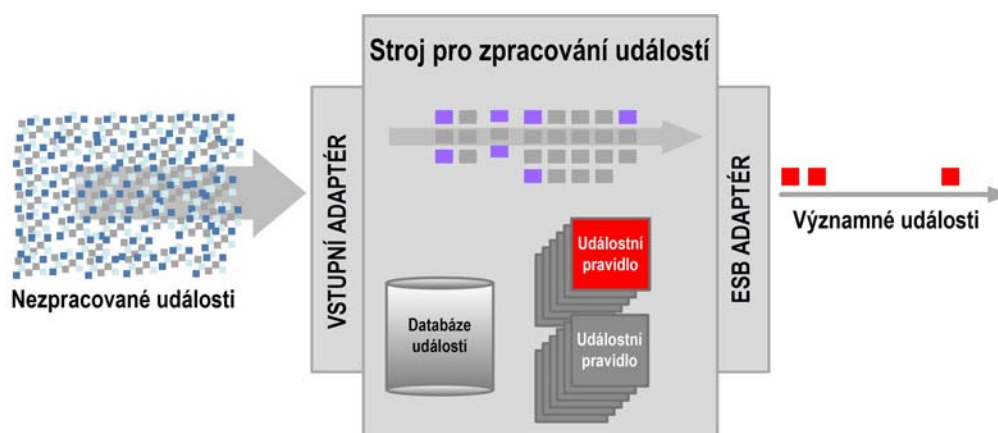 Stroj pro zpracování událostí
Nezpracované události
VSTUPNÍ ADAPTÉR
Databáze
událostí
Událostní
pravidlo
Událostní
pravidlo
ESB ADAPTÉR
Významné události